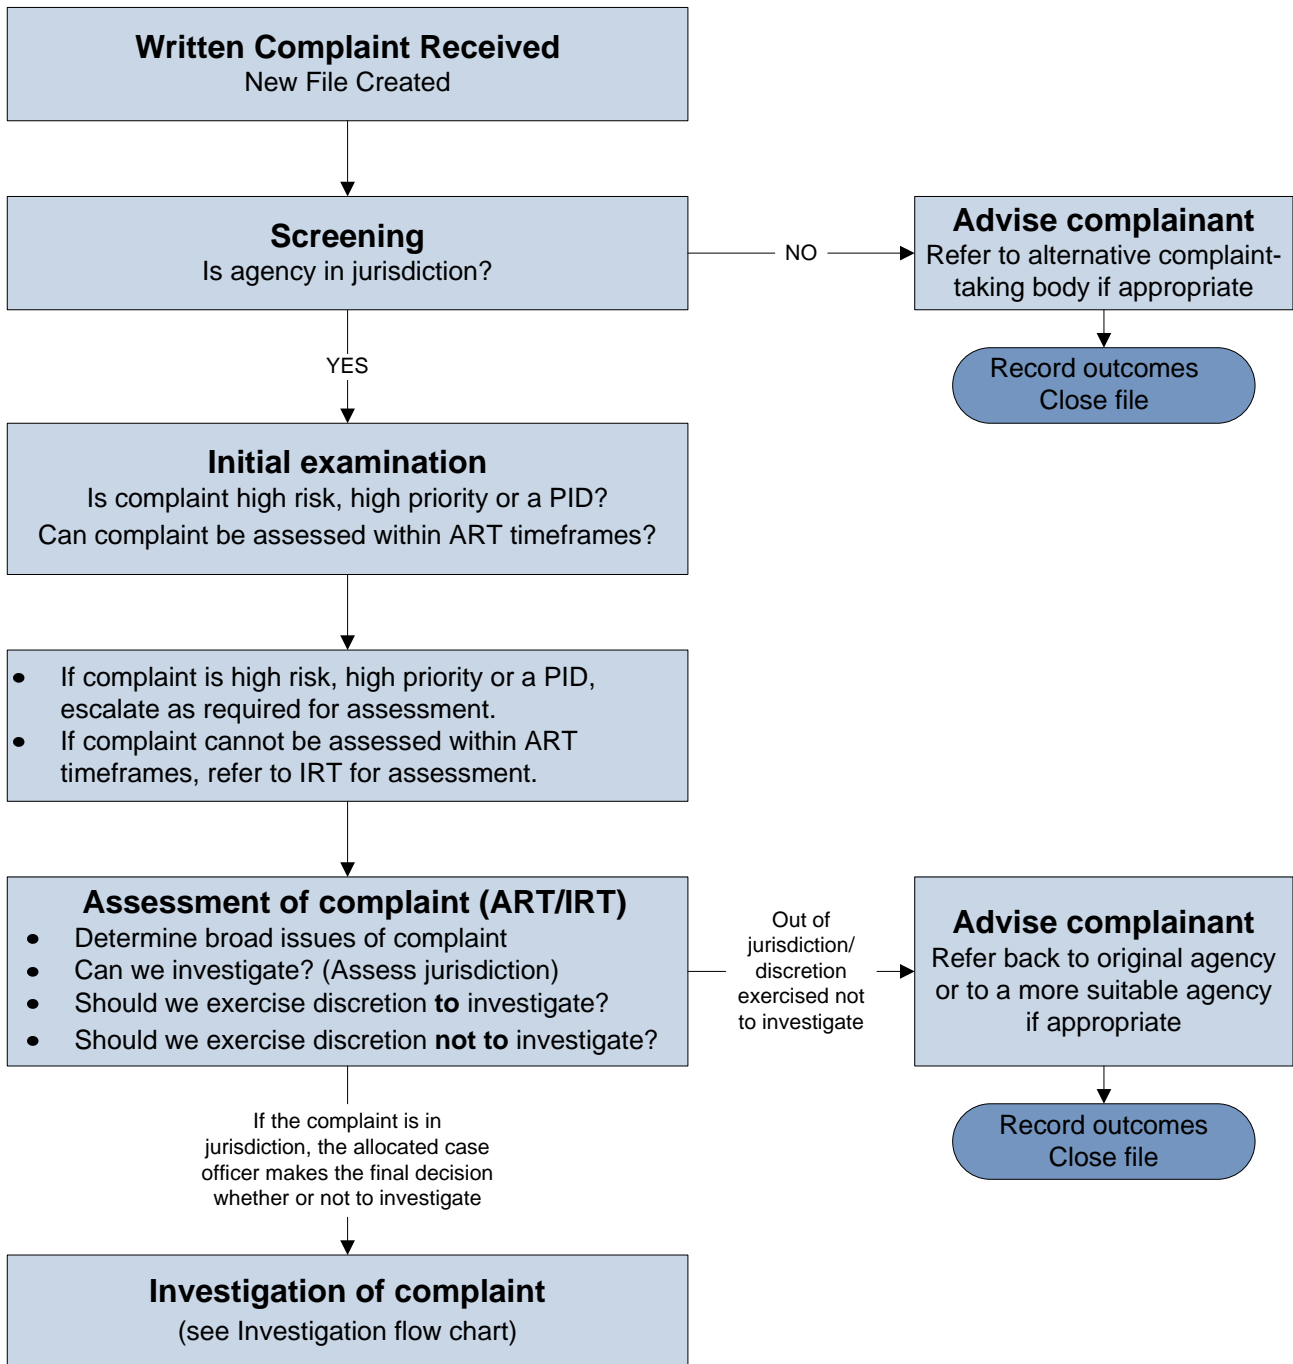 Written Complaint Received
New File Created
Screening
Is agency in jurisdiction?
NO
Advise complainant
Refer to alternative complaint-
taking body if appropriate
Record outcomes
Close file
YES
Initial examination
Is complaint high risk, high priority or a PID?
Can complaint be assessed within ART timeframes?
• If complaint is high risk, high priority or a PID,
escalate as required for assessment.
• If complaint cannot be assessed within ART
timeframes, refer to IRT for assessment.
Assessment of complaint (ART/IRT)
• Determine broad issues of complaint
• Can we investigate? (Assess jurisdiction)
• Should we exercise discretion to investigate?
• Should we exercise discretion not to investigate?
Out of
jurisdiction/
discretion
exercised not
to investigate
Advise complainant
Refer back to original agency
or to a more suitable agency
if appropriate
Record outcomes
Close file
If the complaint is in
jurisdiction, the allocated case
officer makes the final decision
whether or not to investigate
Investigation of complaint
(see Investigation flow chart)